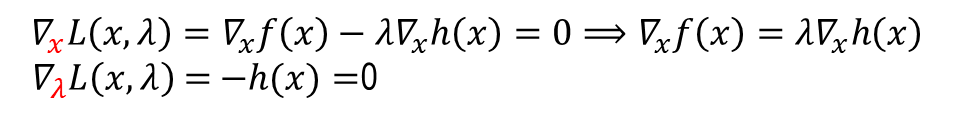 ∇ₓL(x, λ) = ∇ₓf(x) − λ∇ₓh(x) = 0 ⟹ ∇ₓf(x) = λ∇ₓh(x)
∇_λL(x, λ) = −h(x) =0